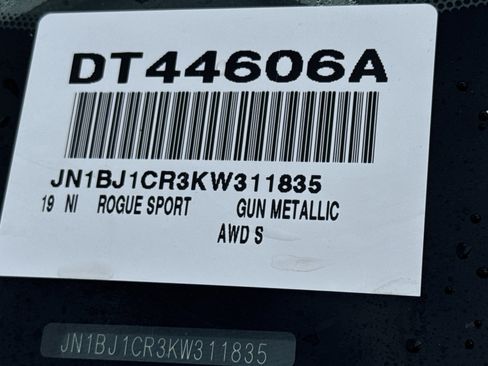 DT44606A
JN1BJ1CR3KW311835
19 NI ROGUE SPORT GUN METALLIC
AWD S
JN1BJ1CR3KW311835